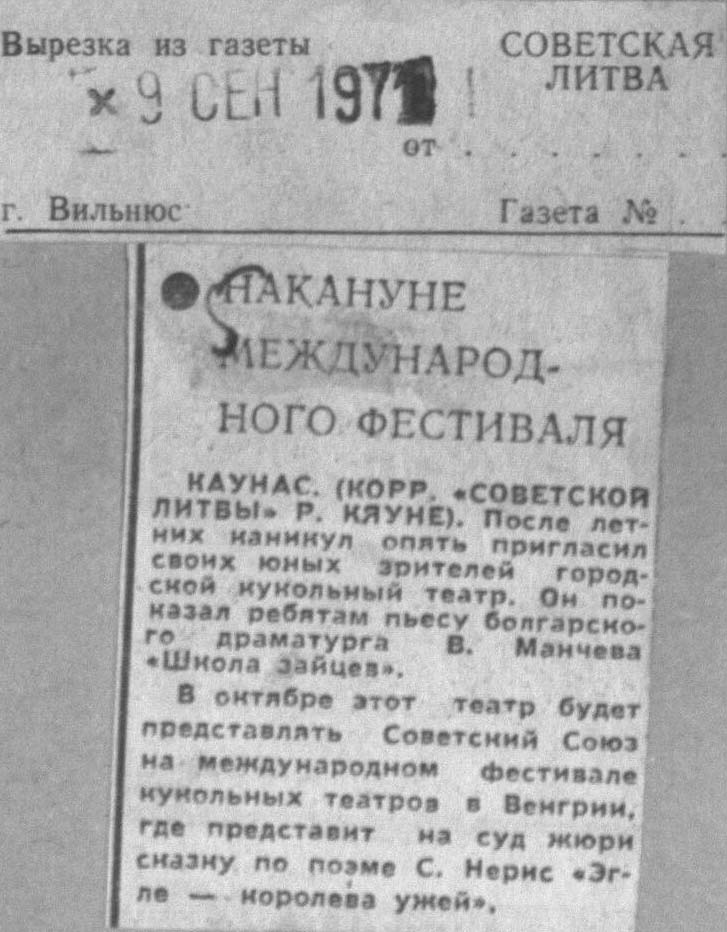 Вырезка из газеты
СОВЕТСКАЯ
ЛИТВА
9 СЕН 1971
от . . . . . . .
г. Вильнюс
Газета № .
НАКАНУНЕ
МЕЖДУНАРОД-
НОГО ФЕСТИВАЛЯ
КАУНАС. (КОРР. «СОВЕТСКОЙ
ЛИТВЫ» Р. КЯУНЕ). После лет-
них каникул опять пригласил
своих юных зрителей город-
ской кукольный театр. Он по-
казал ребятам пьесу болгарско-
го драматурга В. Манчева
«Школа зайцев».
В октябре этот театр будет
представлять Советский Союз
на международном фестивале
кукольных театров в Венгрии,
где представит на суд жюри
сказку по поэме С. Нерис «Эг-
ле — королева ужей».